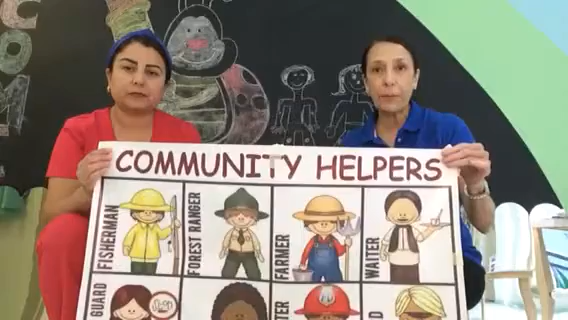 COMMUNITY HELPERS
FISHERMAN
FOREST RANGER
FARMER
WAITER
GUARD